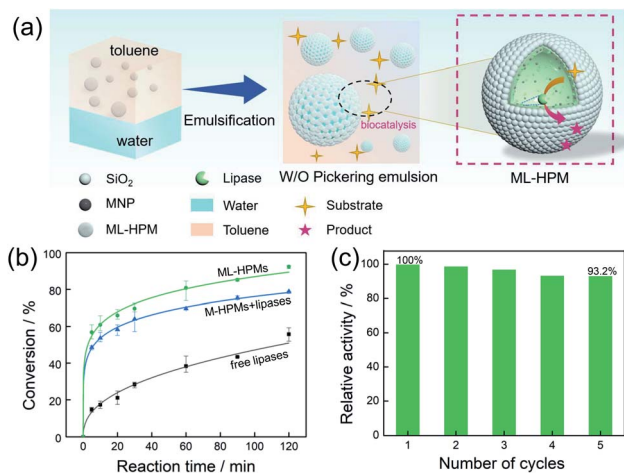 (a)
toluene
water
Emulsification
biocatalysis
W/O Pickering emulsion
ML-HPM
SiO2
MNP
ML-HPM
Lipase
Water
Toluene
Substrate
Product
(b)
Conversion / %
100
80
60
40
20
0
ML-HPMs
M-HPMs+lipases
free lipases
0 20 40 60 80 100 120
Reaction time / min
(c)
Relative activity / %
100
80
60
40
20
0
100%
93.2%
1 2 3 4 5
Number of cycles